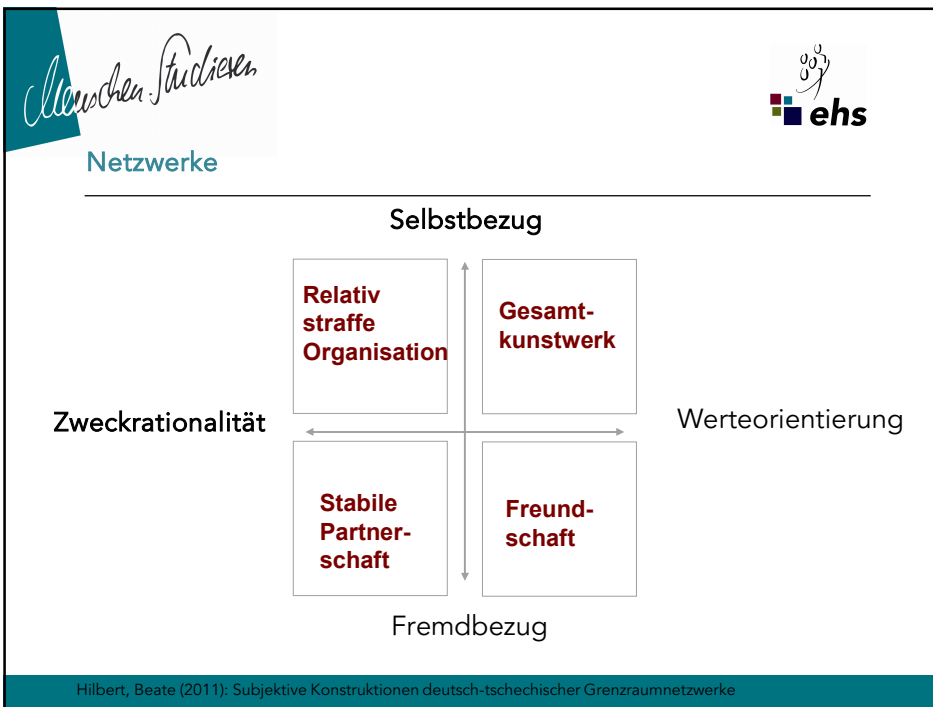 Menschen Studieren
ehs
Netzwerke
Selbstbezug
Relativ
straffe
Organisation
Gesamt-
kunstwerk
Zweckrationalität
Werteorientierung
Stabile
Partner-
schaft
Freund-
schaft
Fremdbezug
Hilbert, Beate (2011): Subjektive Konstruktionen deutsch-tschechischer Grenzraumnetzwerke